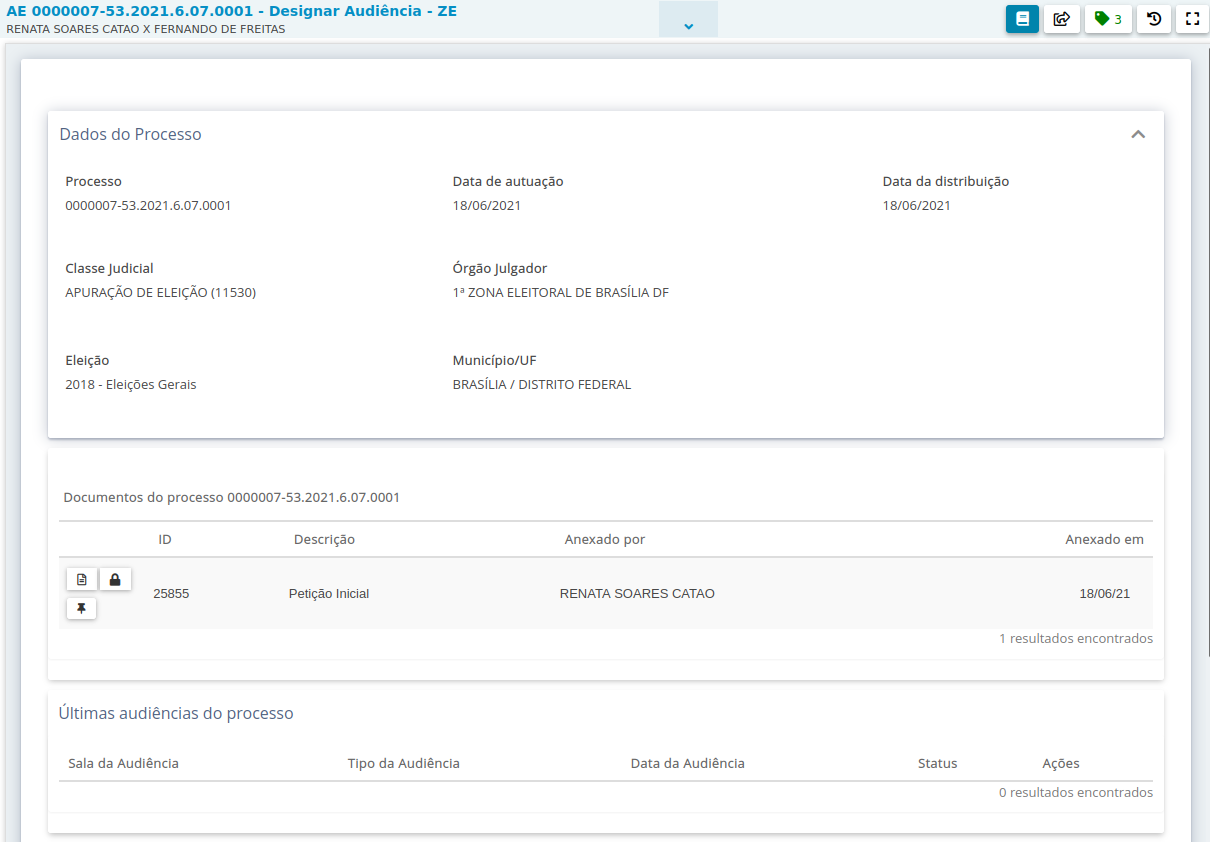 AE 0000007-53.2021.6.07.0001 - Designar Audiência - ZE
RENATA SOARES CATAO X FERNANDO DE FREITAS
3
Dados do Processo
Processo
0000007-53.2021.6.07.0001
Data de autuação
18/06/2021
Data da distribuição
18/06/2021
Classe Judicial
APURAÇÃO DE ELEIÇÃO (11530)
Órgão Julgador
1ª ZONA ELEITORAL DE BRASÍLIA DF
Eleição
2018 - Eleições Gerais
Município/UF
BRASÍLIA / DISTRITO FEDERAL
Documentos do processo 0000007-53.2021.6.07.0001
ID Descrição Anexado por Anexado em
25855 Petição Inicial RENATA SOARES CATAO 18/06/21
1 resultados encontrados
Últimas audiências do processo
Sala da Audiência Tipo da Audiência Data da Audiência Status Ações
0 resultados encontrados